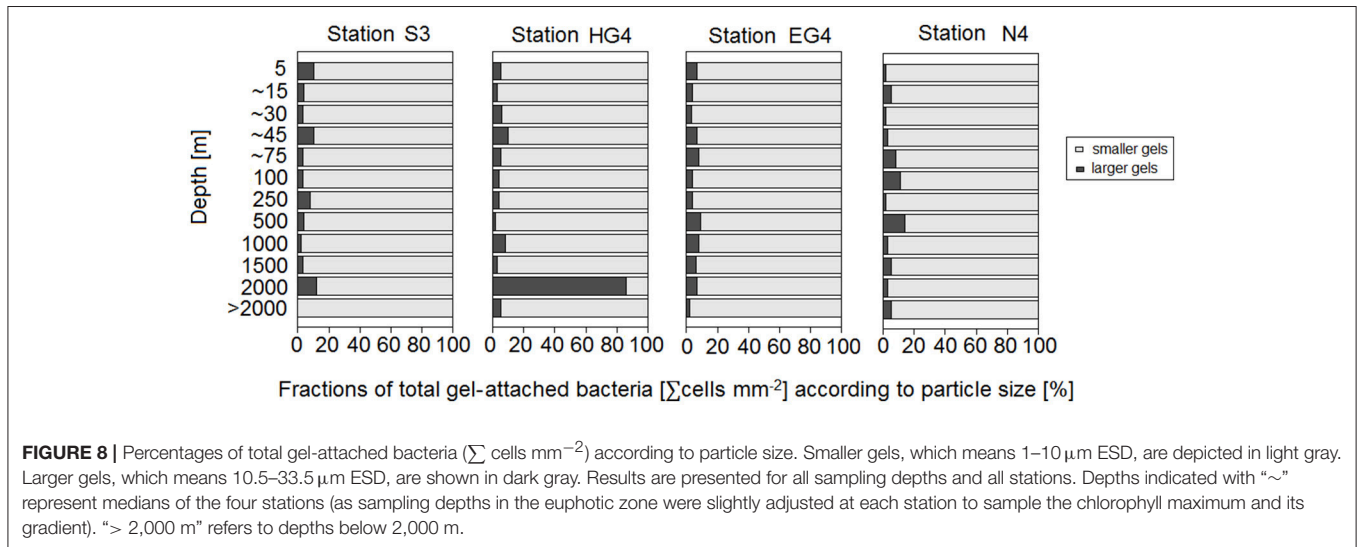 Station S3 Station HG4 Station EG4 Station N4
Depth [m]
5
~15
~30
~45
~75
100
250
500
1000
1500
2000
>2000
smaller gels
larger gels
0 20 40 60 80 100 0 20 40 60 80 100 0 20 40 60 80 100 0 20 40 60 80 100
Fractions of total gel-attached bacteria [∑cells mm⁻²] according to particle size [%]
FIGURE 8 | Percentages of total gel-attached bacteria (∑ cells mm⁻²) according to particle size. Smaller gels, which means 1–10 μm ESD, are depicted in light gray.
Larger gels, which means 10.5–33.5 μm ESD, are shown in dark gray. Results are presented for all sampling depths and all stations. Depths indicated with “~”
represent medians of the four stations (as sampling depths in the euphotic zone were slightly adjusted at each station to sample the chlorophyll maximum and its
gradient). “> 2,000 m” refers to depths below 2,000 m.